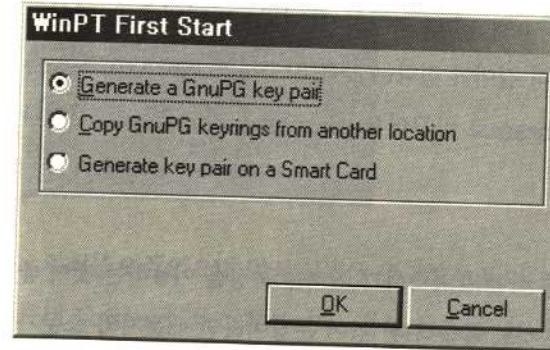 WinPT First Start
Generate a GnuPG key pair
Copy GnuPG keyrings from another location
Generate key pair on a Smart Card
OK
Cancel